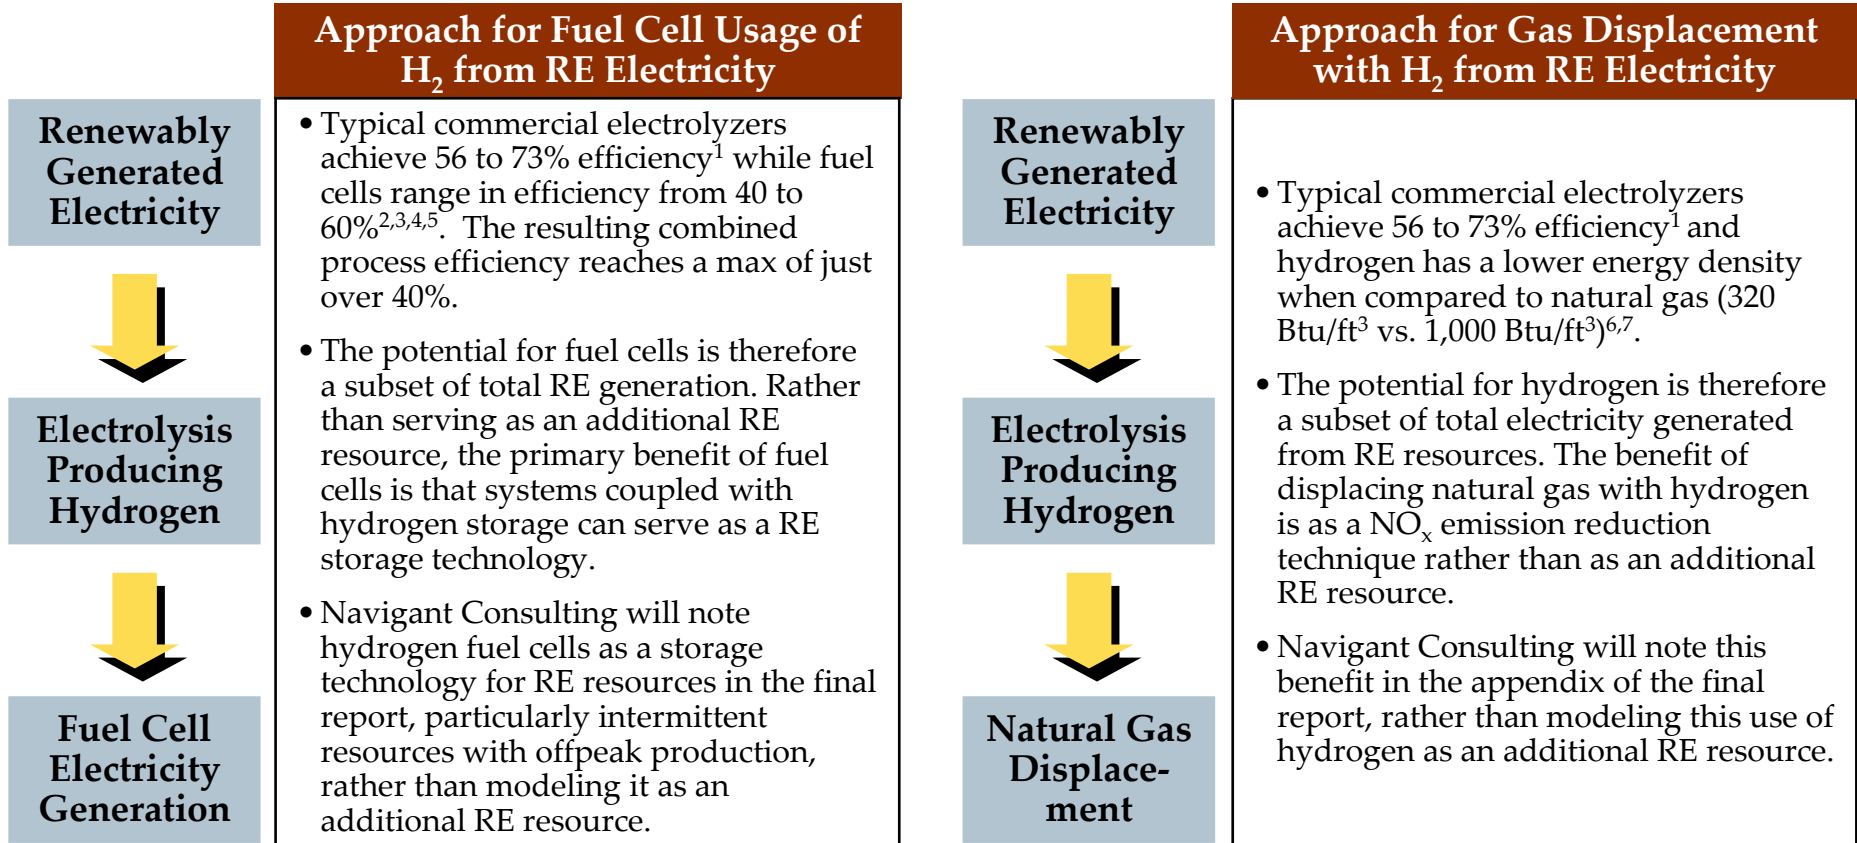 Approach for Fuel Cell Usage of
H₂ from RE Electricity
Renewably
Generated
Electricity
Electrolysis
Producing
Hydrogen
Fuel Cell
Electricity
Generation
• Typical commercial electrolyzers
achieve 56 to 73% efficiency¹ while fuel
cells range in efficiency from 40 to
60%²,³,⁴,⁵.  The resulting combined
process efficiency reaches a max of just
over 40%.
• The potential for fuel cells is therefore
a subset of total RE generation. Rather
than serving as an additional RE
resource, the primary benefit of fuel
cells is that systems coupled with
hydrogen storage can serve as a RE
storage technology.
• Navigant Consulting will note
hydrogen fuel cells as a storage
technology for RE resources in the final
report, particularly intermittent
resources with offpeak production,
rather than modeling it as an
additional RE resource.
Approach for Gas Displacement
with H₂ from RE Electricity
Renewably
Generated
Electricity
Electrolysis
Producing
Hydrogen
Natural Gas
Displace-
ment
• Typical commercial electrolyzers
achieve 56 to 73% efficiency¹ and
hydrogen has a lower energy density
when compared to natural gas (320
Btu/ft³ vs. 1,000 Btu/ft³)⁶,⁷.
• The potential for hydrogen is therefore
a subset of total electricity generated
from RE resources. The benefit of
displacing natural gas with hydrogen
is as a NOₓ emission reduction
technique rather than as an additional
RE resource.
• Navigant Consulting will note this
benefit in the appendix of the final
report, rather than modeling this use of
hydrogen as an additional RE resource.